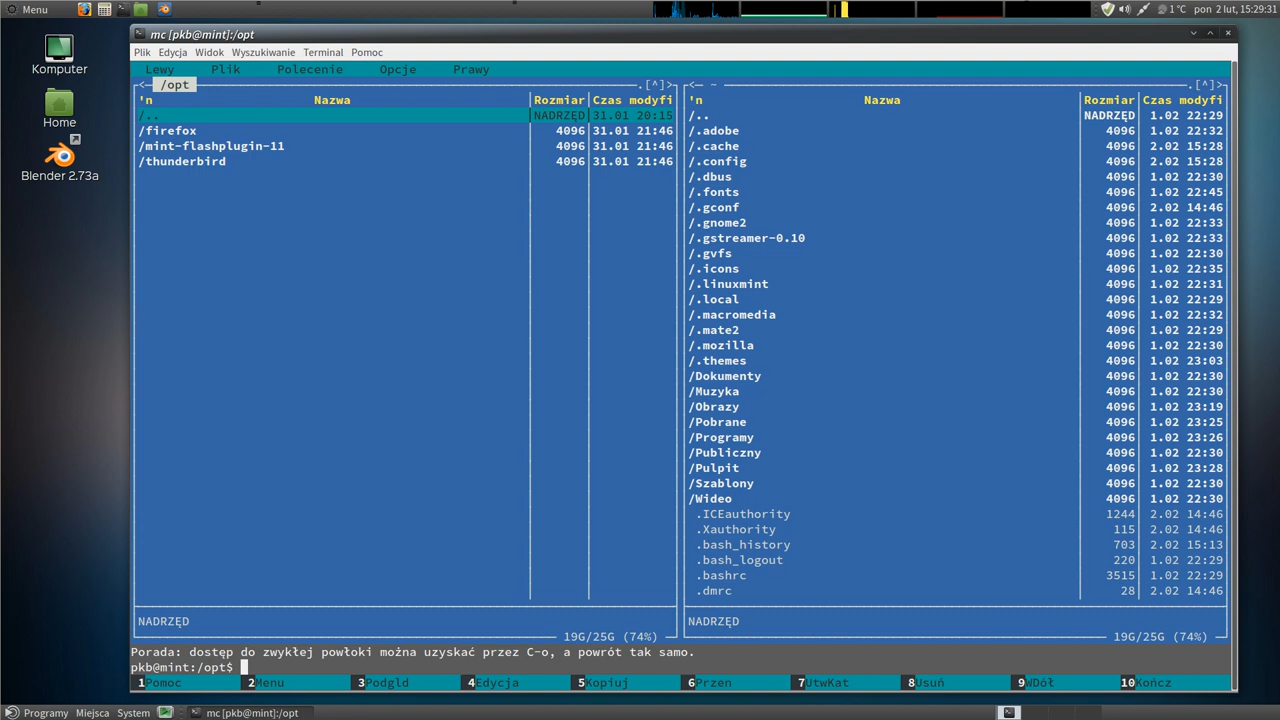 Menu
1 °C pon 2 lut, 15:29:31
mc [pkb@mint]:/opt
Plik Edycja Widok Wyszukiwanie Terminal Pomoc
Lewy Plik Polecenie Opcje Prawy
Komputer
Home
Blender 2.73a
<─ /opt .[^]>
'n Nazwa Rozmiar Czas modyfi
/.. NADRZĘD 31.01 20:15
/firefox 4096 31.01 21:46
/mint-flashplugin-11 4096 31.01 21:46
/thunderbird 4096 31.01 21:46
NADRZĘD
19G/25G (74%)
<─ ~ .[^]>
'n Nazwa Rozmiar Czas modyfi
/.. NADRZĘD 1.02 22:29
/.adobe 4096 1.02 22:32
/.cache 4096 2.02 15:28
/.config 4096 2.02 15:28
/.dbus 4096 1.02 22:30
/.fonts 4096 1.02 22:45
/.gconf 4096 2.02 14:46
/.gnome2 4096 1.02 22:33
/.gstreamer-0.10 4096 1.02 22:33
/.gvfs 4096 1.02 22:30
/.icons 4096 1.02 22:35
/.linuxmint 4096 1.02 22:31
/.local 4096 1.02 22:29
/.macromedia 4096 1.02 22:32
/.mate2 4096 1.02 22:29
/.mozilla 4096 1.02 22:30
/.themes 4096 1.02 23:03
/Dokumenty 4096 1.02 22:30
/Muzyka 4096 1.02 22:30
/Obrazy 4096 1.02 23:19
/Pobrane 4096 1.02 23:25
/Programy 4096 1.02 23:26
/Publiczny 4096 1.02 22:30
/Pulpit 4096 1.02 23:28
/Szablony 4096 1.02 22:30
/Wideo 4096 1.02 22:30
.ICEauthority 1244 2.02 14:46
.Xauthority 115 2.02 14:46
.bash_history 703 2.02 15:13
.bash_logout 220 1.02 22:29
.bashrc 3515 1.02 22:29
.dmrc 28 2.02 14:46
NADRZĘD
19G/25G (74%)
Porada: dostęp do zwykłej powłoki można uzyskać przez C-o, a powrót tak samo.
pkb@mint:/opt$
1Pomoc 2Menu 3Podgld 4Edycja 5Kopiuj 6Przen 7UtwKat 8Usuń 9WDół 10Kończ
Programy Miejsca System mc [pkb@mint]:/opt